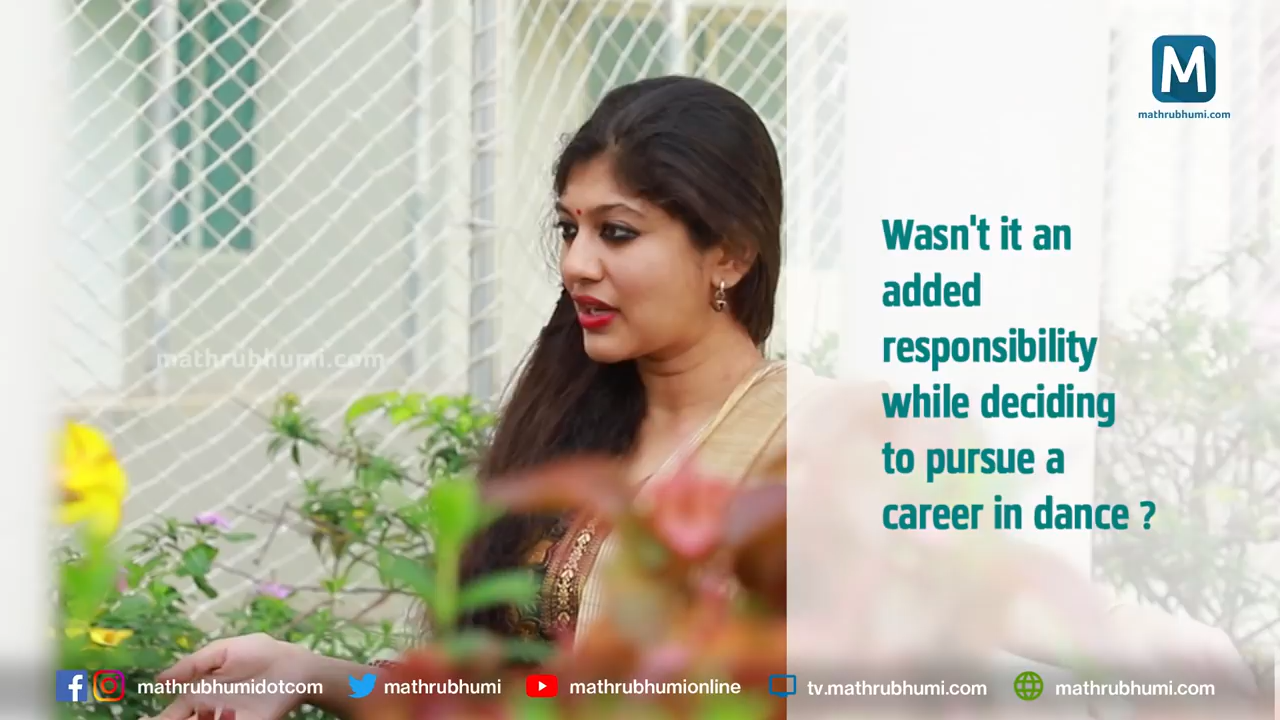 M
mathrubhumi.com
Wasn't it an
added
responsibility
while deciding
to pursue a
career in dance ?
mathrubhumi.com
mathrubhumidotcom
mathrubhumi
mathrubhumionline
tv.mathrubhumi.com
mathrubhumi.com